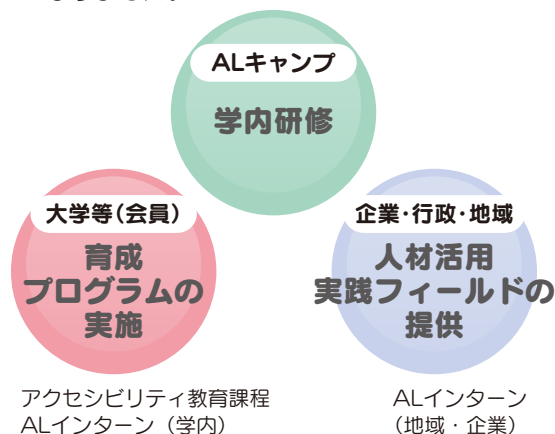 ALキャンプ
学内研修
大学等(会員)
育成
プログラムの
実施
企業・行政・地域
人材活用
実践フィールドの
提供
アクセシビリティ教育課程
ALインターン（学内）
ALインターン
（地域・企業）